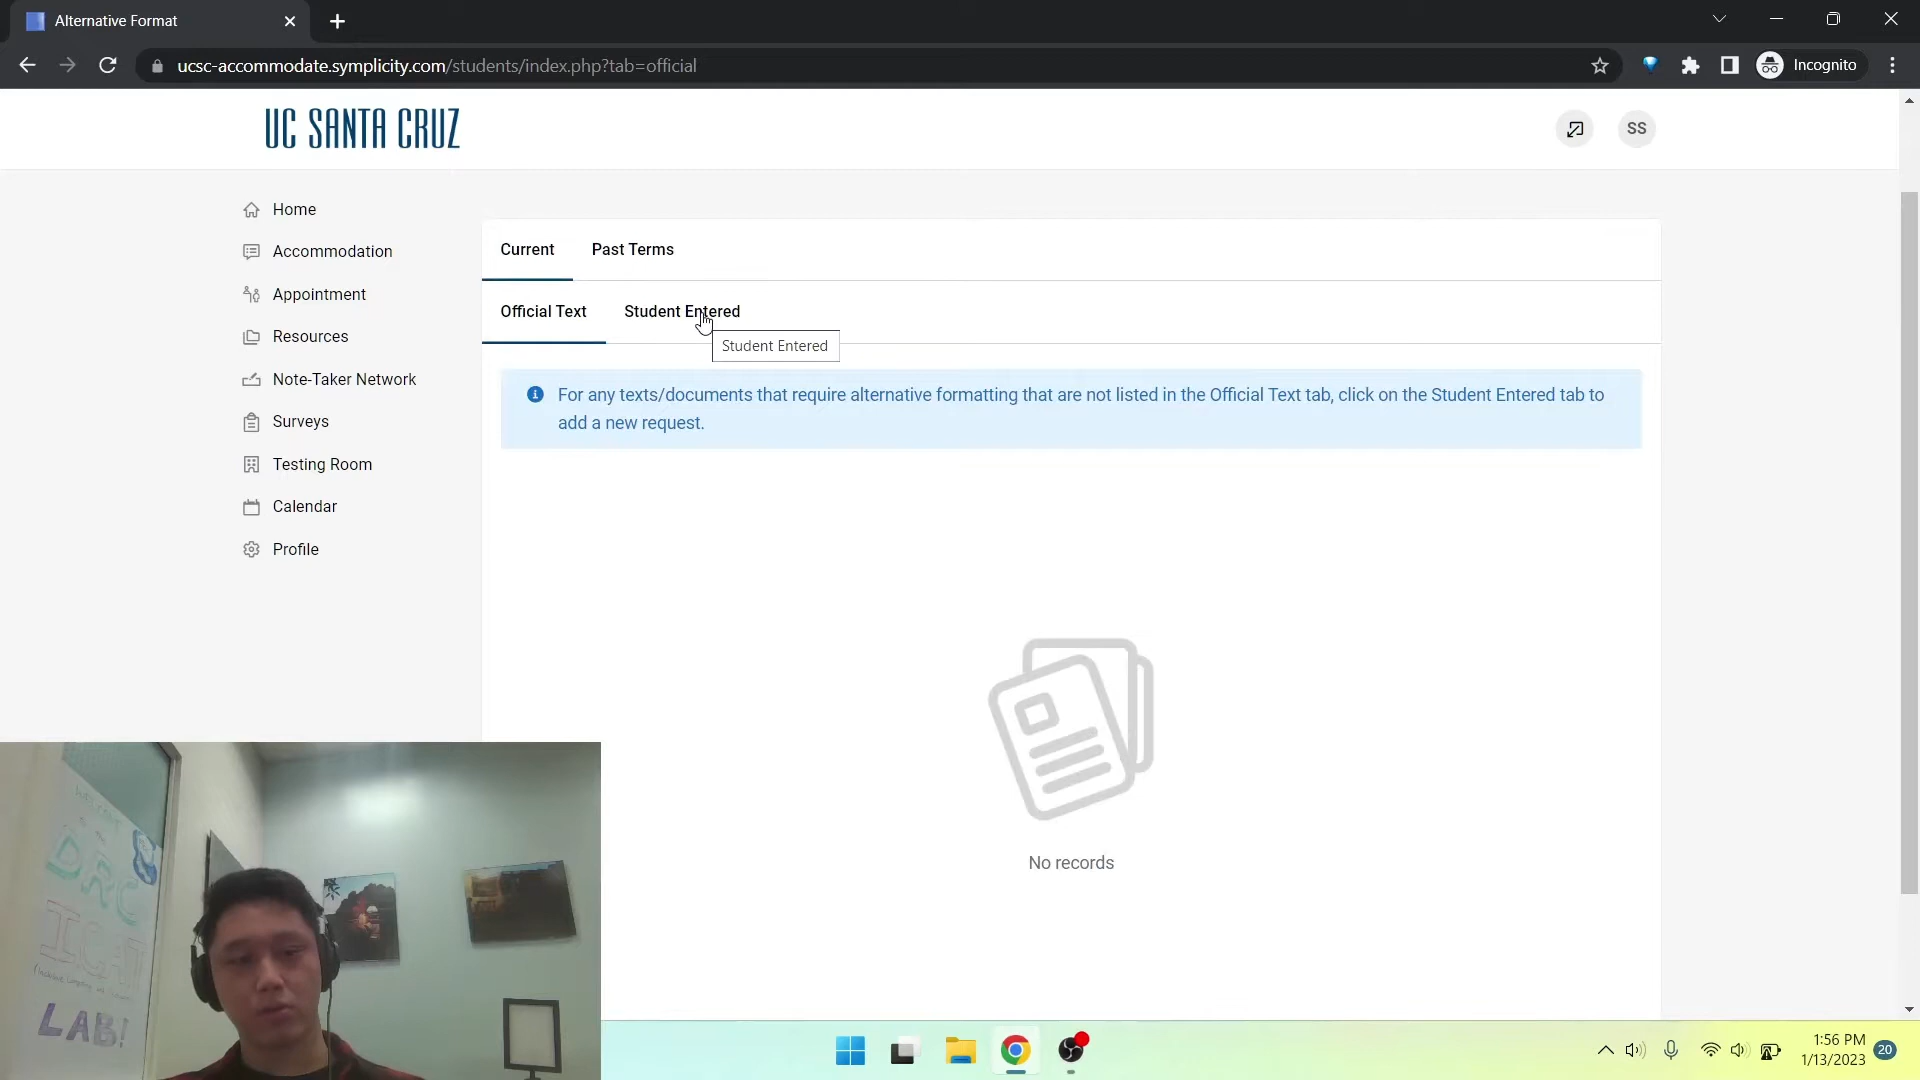 Alternative Format
ucsc-accommodate.symplicity.com/students/index.php?tab=official
Incognito
UC SANTA CRUZ
SS
Home
Accommodation
Appointment
Resources
Note-Taker Network
Surveys
Testing Room
Calendar
Profile
Current Past Terms
Official Text Student Entered
Student Entered
For any texts/documents that require alternative formatting that are not listed in the Official Text tab, click on the Student Entered tab to
add a new request.
No records
DRC
LAB!
1:56 PM
1/13/2023
20